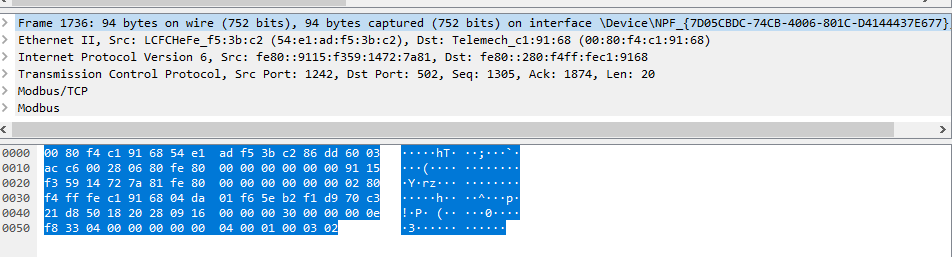 Frame 1736: 94 bytes on wire (752 bits), 94 bytes captured (752 bits) on interface \Device\NPF_{7D05CBDC-74CB-4006-801C-D4144437E677}
Ethernet II, Src: LCFCHeFe_f5:3b:c2 (54:e1:ad:f5:3b:c2), Dst: Telemech_c1:91:68 (00:80:f4:c1:91:68)
Internet Protocol Version 6, Src: fe80::9115:f359:1472:7a81, Dst: fe80::280:f4ff:fec1:9168
Transmission Control Protocol, Src Port: 1242, Dst Port: 502, Seq: 1305, Ack: 1874, Len: 20
Modbus/TCP
Modbus
0000 00 80 f4 c1 91 68 54 e1 ad f5 3b c2 86 dd 60 03 ·····hT· ··;···`·
0010 ac c6 00 28 06 80 fe 80 00 00 00 00 00 00 91 15 ···(···· ········
0020 f3 59 14 72 7a 81 fe 80 00 00 00 00 00 00 02 80 ·Y·rz··· ········
0030 f4 ff fe c1 91 68 04 da 01 f6 5e b2 f1 d9 70 c3 ·····h·· ··^···p·
0040 21 d8 50 18 20 28 09 16 00 00 00 30 00 00 00 0e !·P· (·· ···0····
0050 f8 33 04 00 00 00 00 00 04 00 01 00 03 02 ·3······ ······